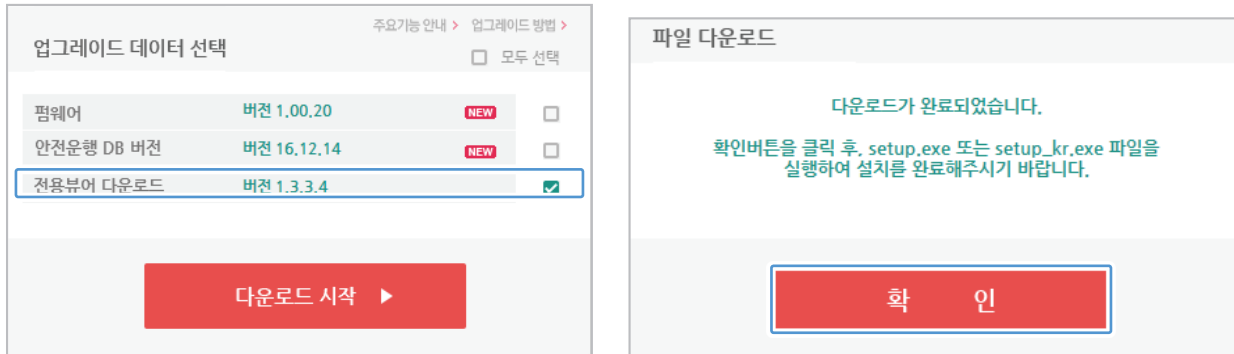 주요기능 안내 > 업그레이드 방법 >
업그레이드 데이터 선택
모두 선택
펌웨어 버전 1.00.20 NEW
안전운행 DB 버전 버전 16.12.14 NEW
전용뷰어 다운로드 버전 1.3.3.4
다운로드 시작 ▶
파일 다운로드
다운로드가 완료되었습니다.
확인버튼을 클릭 후, setup.exe 또는 setup_kr.exe 파일을
실행하여 설치를 완료해주시기 바랍니다.
확 인